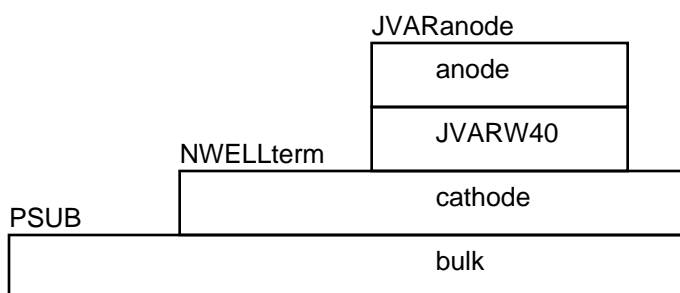 JVARanode
anode
JVARW40
NWELLterm
cathode
PSUB
bulk